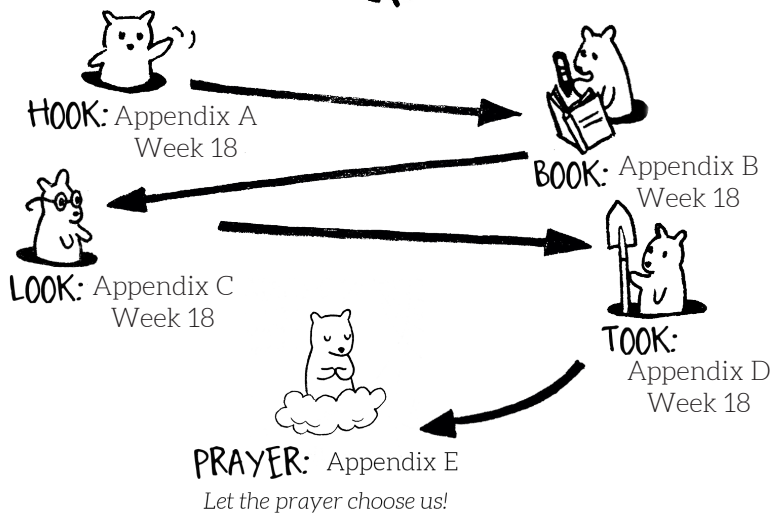 HOOK: Appendix A
Week 18
BOOK: Appendix B
Week 18
LOOK: Appendix C
Week 18
TOOK:
Appendix D
Week 18
PRAYER: Appendix E
Let the prayer choose us!